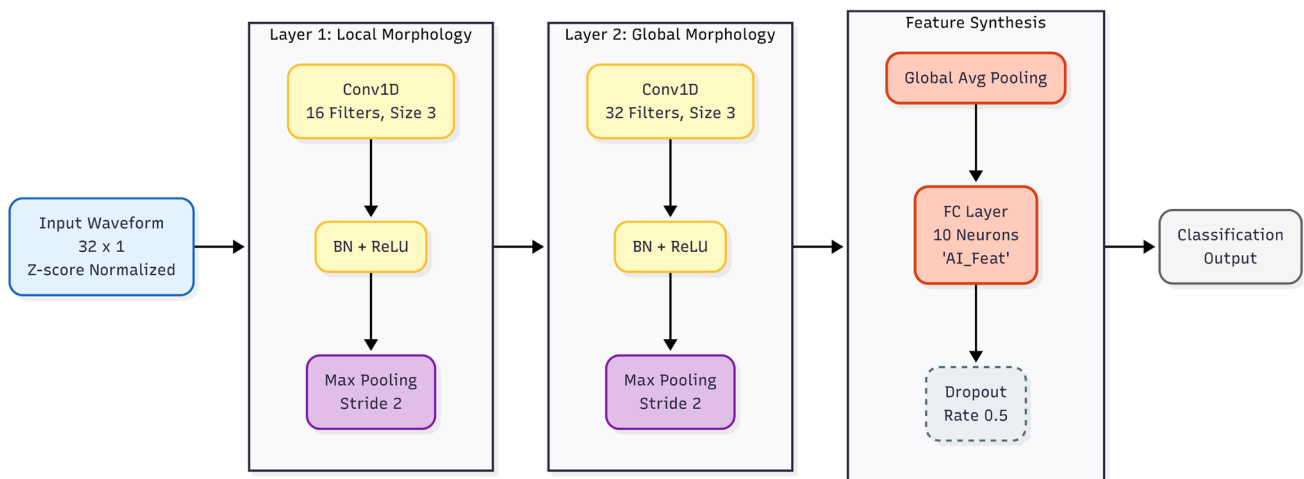 Input Waveform
32 x 1
Z-score Normalized
Layer 1: Local Morphology
Conv1D
16 Filters, Size 3
BN + ReLU
Max Pooling
Stride 2
Layer 2: Global Morphology
Conv1D
32 Filters, Size 3
BN + ReLU
Max Pooling
Stride 2
Feature Synthesis
Global Avg Pooling
FC Layer
10 Neurons
'AI_Feat'
Dropout
Rate 0.5
Classification
Output